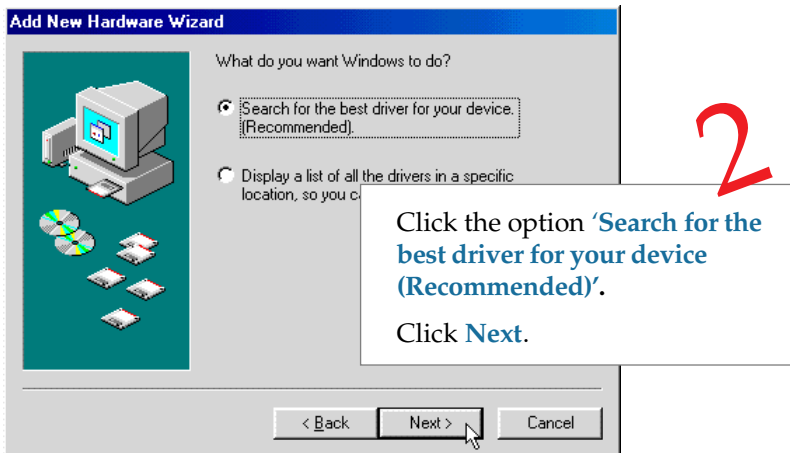 Add New Hardware Wizard
What do you want Windows to do?
Search for the best driver for your device.
(Recommended).
Display a list of all the drivers in a specific
location, so you
2
Click the option ‘Search for the
best driver for your device
(Recommended)’.
Click Next.
< Back
Next >
Cancel